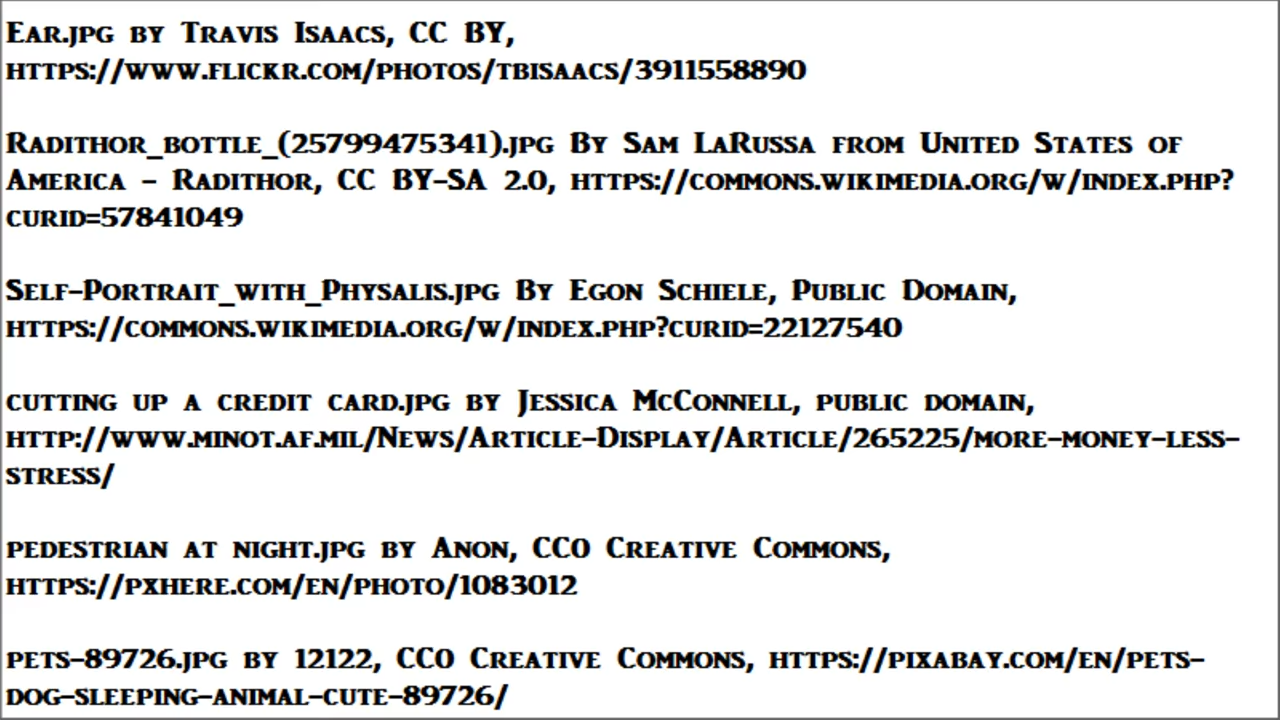 Ear.jpg by Travis Isaacs, CC BY,
https://www.flickr.com/photos/tbisaacs/3911558890
Radithor_bottle_(25799475341).jpg By Sam LaRussa from United States of
America - Radithor, CC BY-SA 2.0, https://commons.wikimedia.org/w/index.php?
curid=57841049
Self-Portrait_with_Physalis.jpg By Egon Schiele, Public Domain,
https://commons.wikimedia.org/w/index.php?curid=22127540
cutting up a credit card.jpg by Jessica McConnell, public domain,
http://www.minot.af.mil/News/Article-Display/Article/265225/more-money-less-
stress/
pedestrian at night.jpg by Anon, CC0 Creative Commons,
https://pxhere.com/en/photo/1083012
pets-89726.jpg by 12122, CC0 Creative Commons, https://pixabay.com/en/pets-
dog-sleeping-animal-cute-89726/